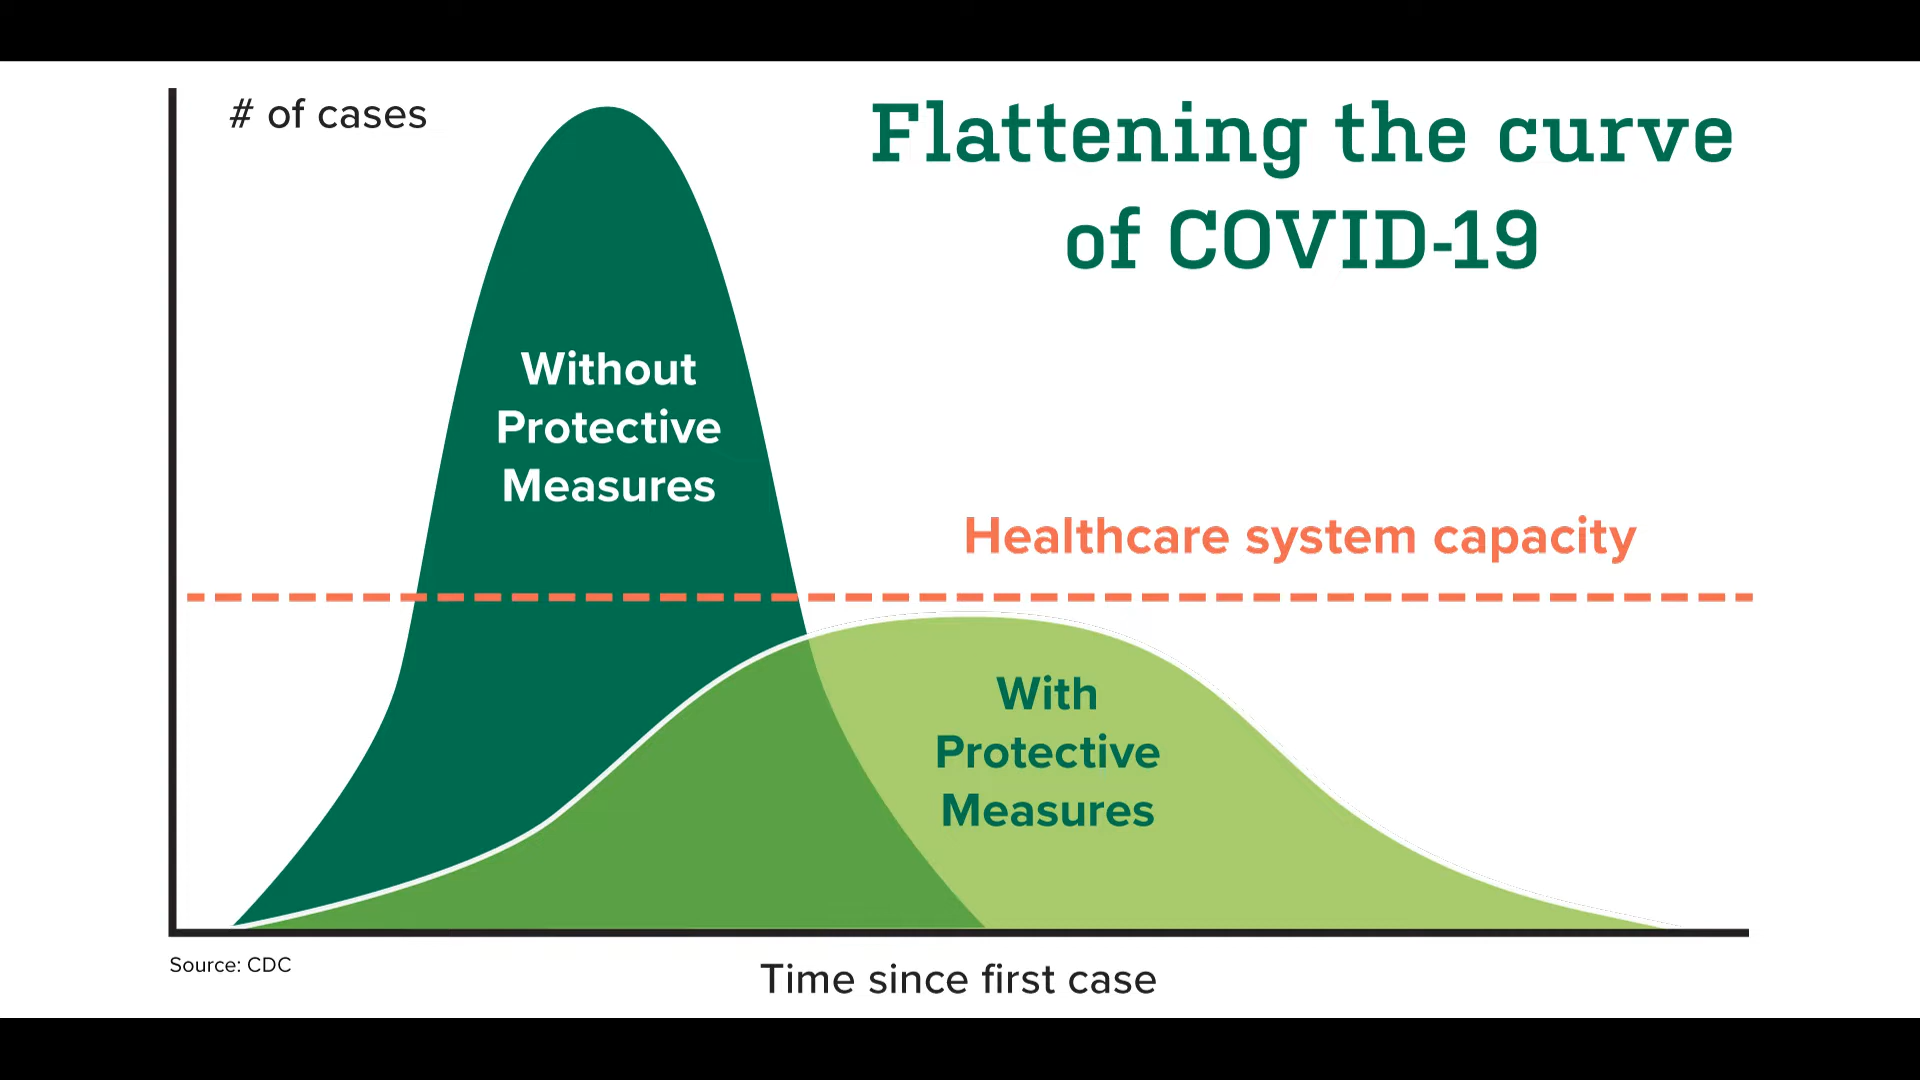 # of cases
Flattening the curve
of COVID-19
Without
Protective
Measures
Healthcare system capacity
With
Protective
Measures
Source: CDC
Time since first case